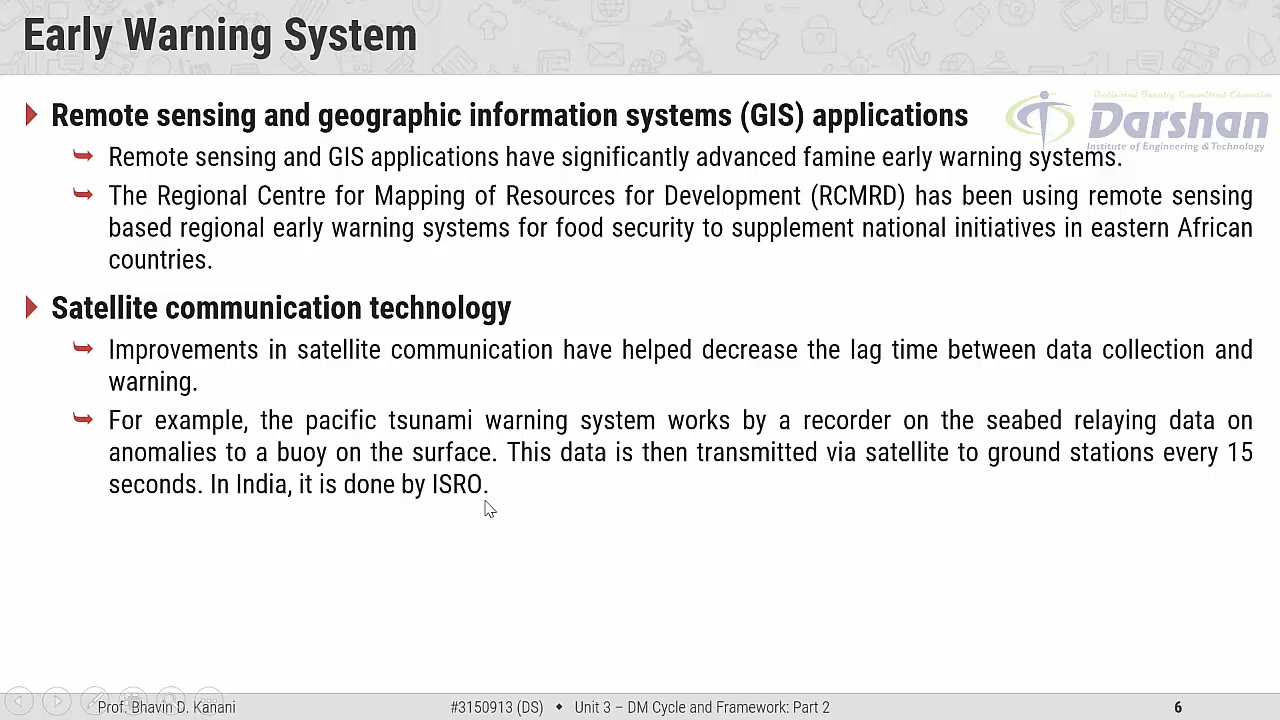 Early Warning System
Remote sensing and geographic information systems (GIS) applications
Darshan
Institute of Engineering & Technology
Remote sensing and GIS applications have significantly advanced famine early warning systems.
The Regional Centre for Mapping of Resources for Development (RCMRD) has been using remote sensing
based regional early warning systems for food security to supplement national initiatives in eastern African
countries.
Satellite communication technology
Improvements in satellite communication have helped decrease the lag time between data collection and
warning.
For example, the pacific tsunami warning system works by a recorder on the seabed relaying data on
anomalies to a buoy on the surface. This data is then transmitted via satellite to ground stations every 15
seconds. In India, it is done by ISRO.
Prof. Bhavin D. Kanani
#3150913 (DS) ◆ Unit 3 – DM Cycle and Framework: Part 2
6